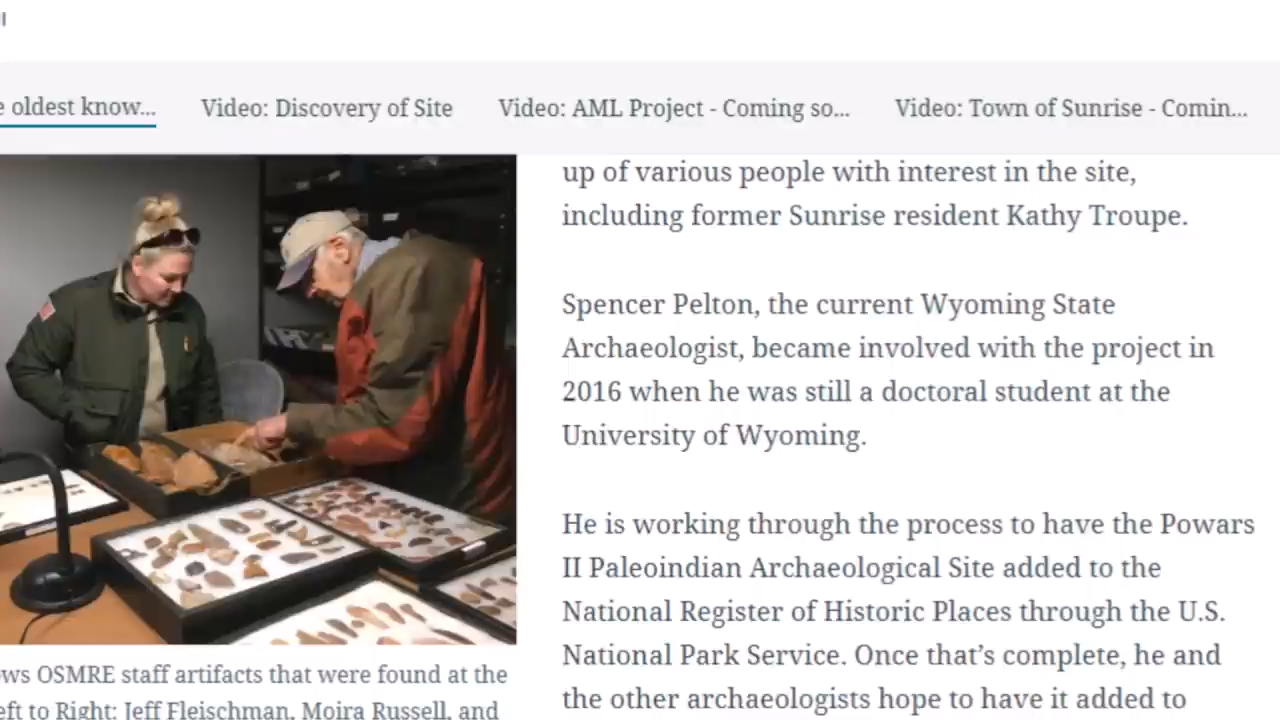 e oldest know...
Video: Discovery of Site
Video: AML Project - Coming so...
Video: Town of Sunrise - Comin...
up of various people with interest in the site,
including former Sunrise resident Kathy Troupe.
Spencer Pelton, the current Wyoming State
Archaeologist, became involved with the project in
2016 when he was still a doctoral student at the
University of Wyoming.
He is working through the process to have the Powars
II Paleoindian Archaeological Site added to the
National Register of Historic Places through the U.S.
National Park Service. Once that’s complete, he and
the other archaeologists hope to have it added to
ows OSMRE staff artifacts that were found at the
eft to Right: Jeff Fleischman, Moira Russell, and